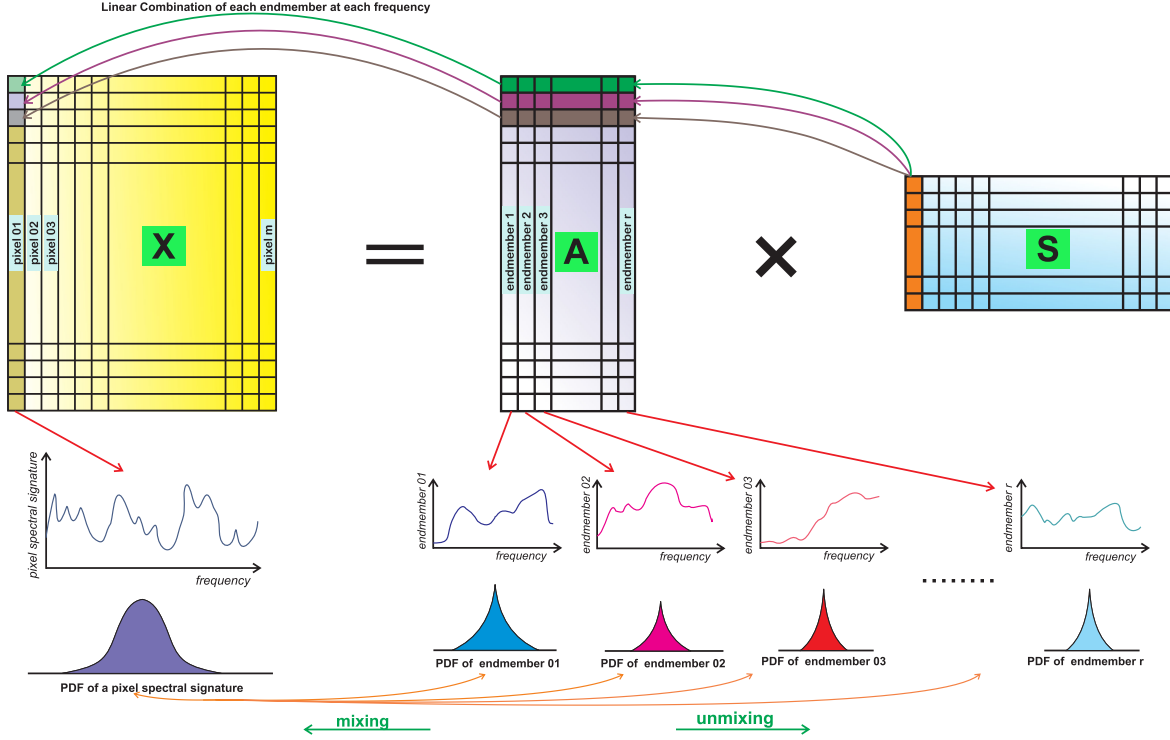 Linear Combination of each endmember at each frequency
pixel 01
pixel 02
pixel 03
X
pixel m
=
endmember 1
endmember 2
endmember 3
A
endmember r
×
S
pixel spectral signature
frequency
endmember 01
frequency
endmember 02
frequency
endmember 03
frequency
endmember r
frequency
........
PDF of a pixel spectral signature
PDF of endmember 01
PDF of endmember 02
PDF of endmember 03
PDF of endmember r
mixing
unmixing